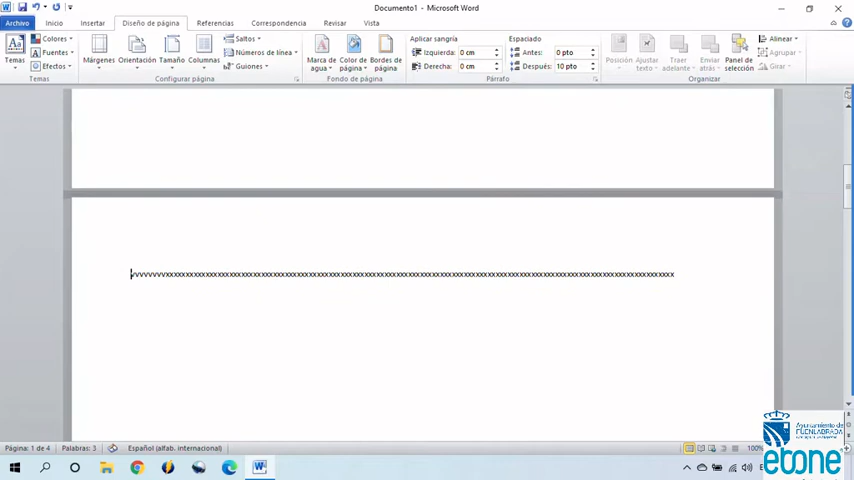 Documento1 - Microsoft Word
Archivo Inicio Insertar Diseño de página Referencias Correspondencia Revisar Vista
Aa Temas
Colores
Fuentes
Efectos
Temas
Márgenes Orientación Tamaño Columnas
Saltos
Números de línea
Guiones
Configurar página
Marca de agua
Color de página
Bordes de página
Fondo de página
Aplicar sangría Espaciado
Izquierda: 0 cm Antes: 0 pto
Derecha: 0 cm Después: 10 pto
Párrafo
Posición
Ajustar texto
Traer adelante
Enviar atrás
Panel de selección
Alinear
Agrupar
Girar
Organizar
Página: 1 de 4 Palabras: 3 Español (alfab. internacional) 100%
Ayuntamiento de
FUENLABRADA
etone